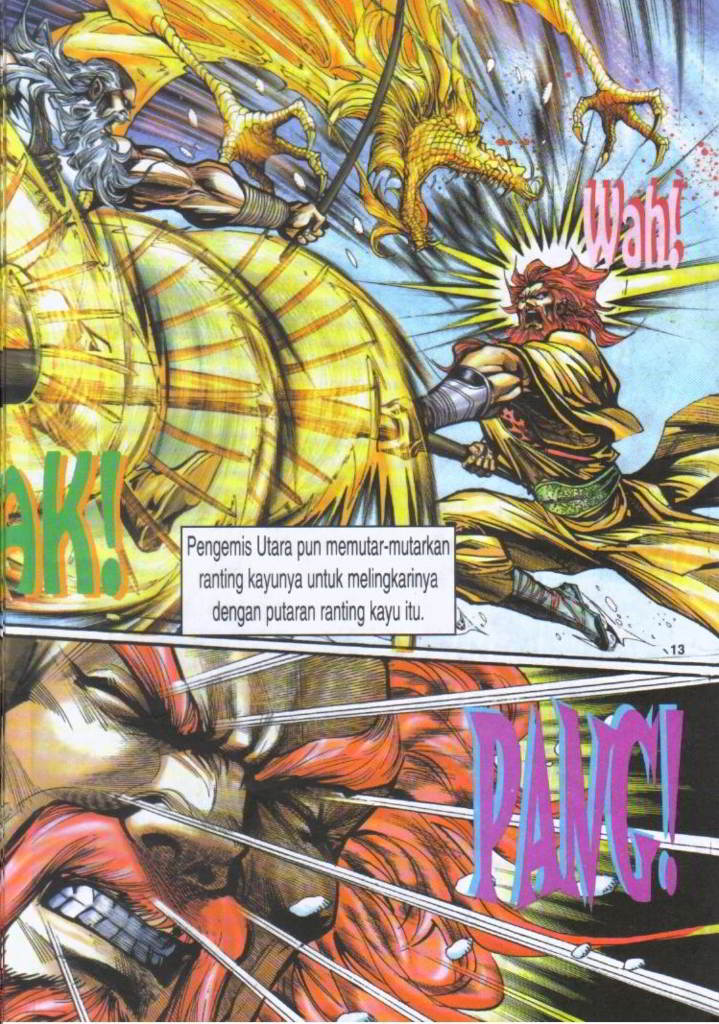 Wah!
AK!
Pengemis Utara pun memutar-mutarkan
ranting kayunya untuk melingkarinya
dengan putaran ranting kayu itu.
13
PANG!